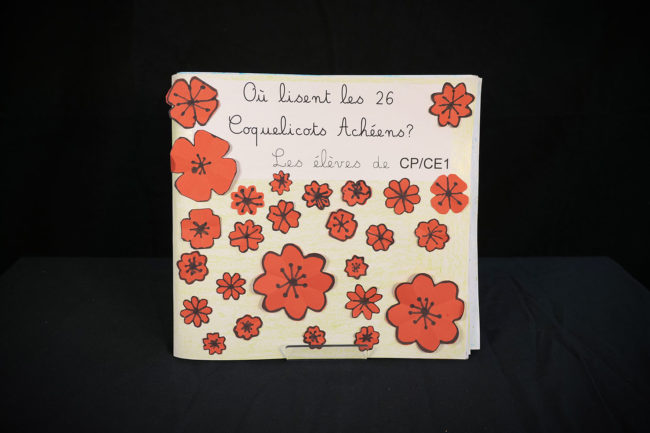 Où lisent les 26
Coquelicots Achéens?
Les élèves de CP/CE1